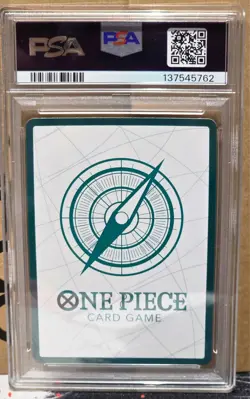 PSA
PSA
137545762
ONE PIECE
CARD GAME